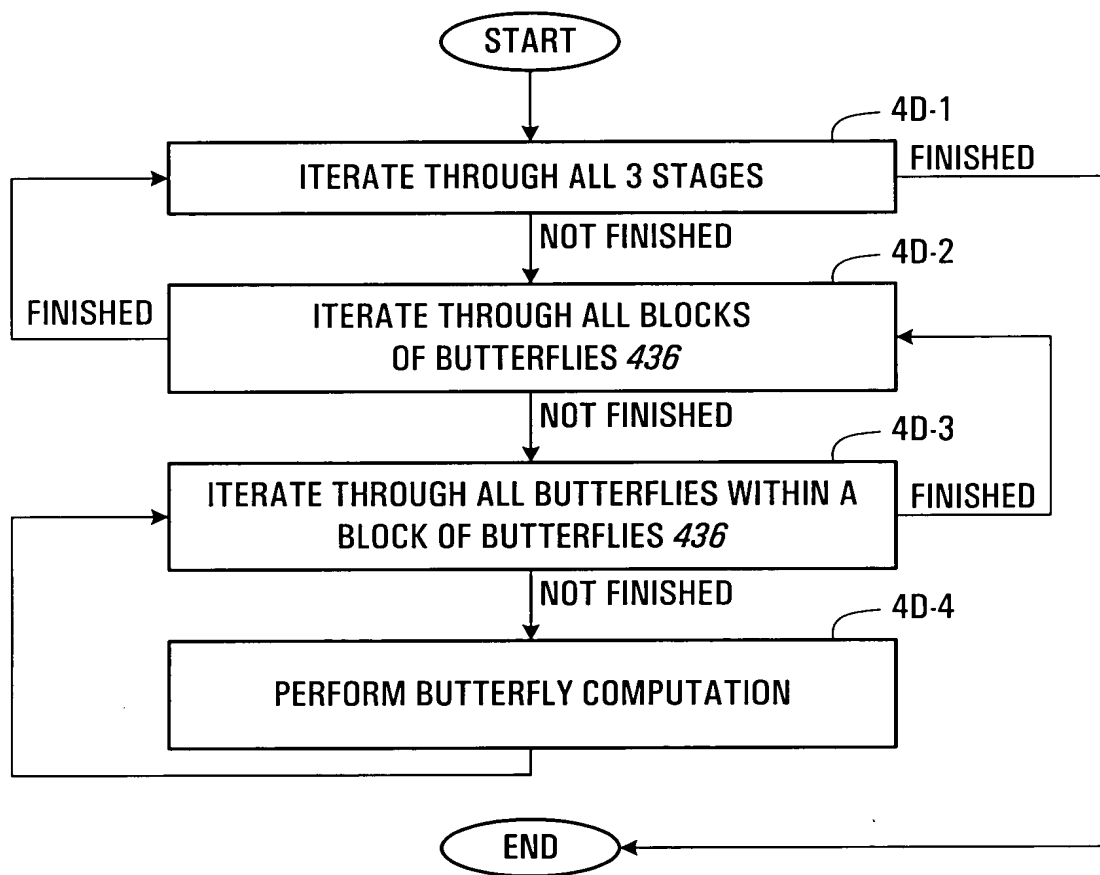 START
4D-1
ITERATE THROUGH ALL 3 STAGES
FINISHED
NOT FINISHED
4D-2
FINISHED
ITERATE THROUGH ALL BLOCKS
OF BUTTERFLIES 436
NOT FINISHED
4D-3
ITERATE THROUGH ALL BUTTERFLIES WITHIN A
BLOCK OF BUTTERFLIES 436
FINISHED
NOT FINISHED
4D-4
PERFORM BUTTERFLY COMPUTATION
END